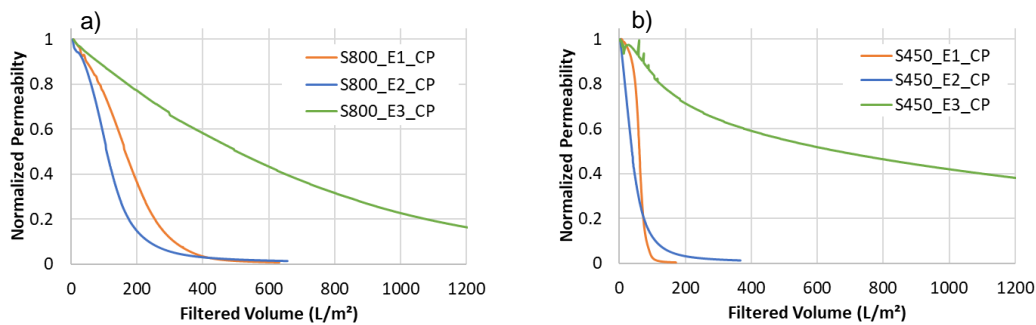 a)
Normalized Permeability
1
0.8
0.6
0.4
0.2
0
0
200
400
600
800
1000
1200
Filtered Volume (L/m²)
S800_E1_CP
S800_E2_CP
S800_E3_CP
b)
Normalized Permeability
1
0.8
0.6
0.4
0.2
0
0
200
400
600
800
1000
1200
Filtered Volume (L/m²)
S450_E1_CP
S450_E2_CP
S450_E3_CP